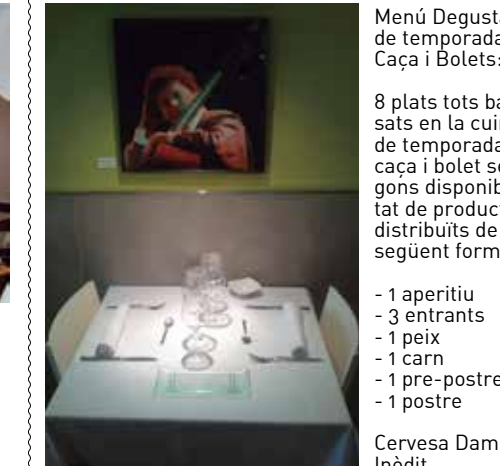 Menú Degusta
de temporada
Caça i Bolets:
8 plats tots ba
sats en la cui
de temporada
caça i bolet se
gons disponib
tat de product
distribuïts de
següent form
- 1 aperitiu
- 3 entrants
- 1 peix
- 1 carn
- 1 pre-postre
- 1 postre
Cervesa Dam
Inèdit